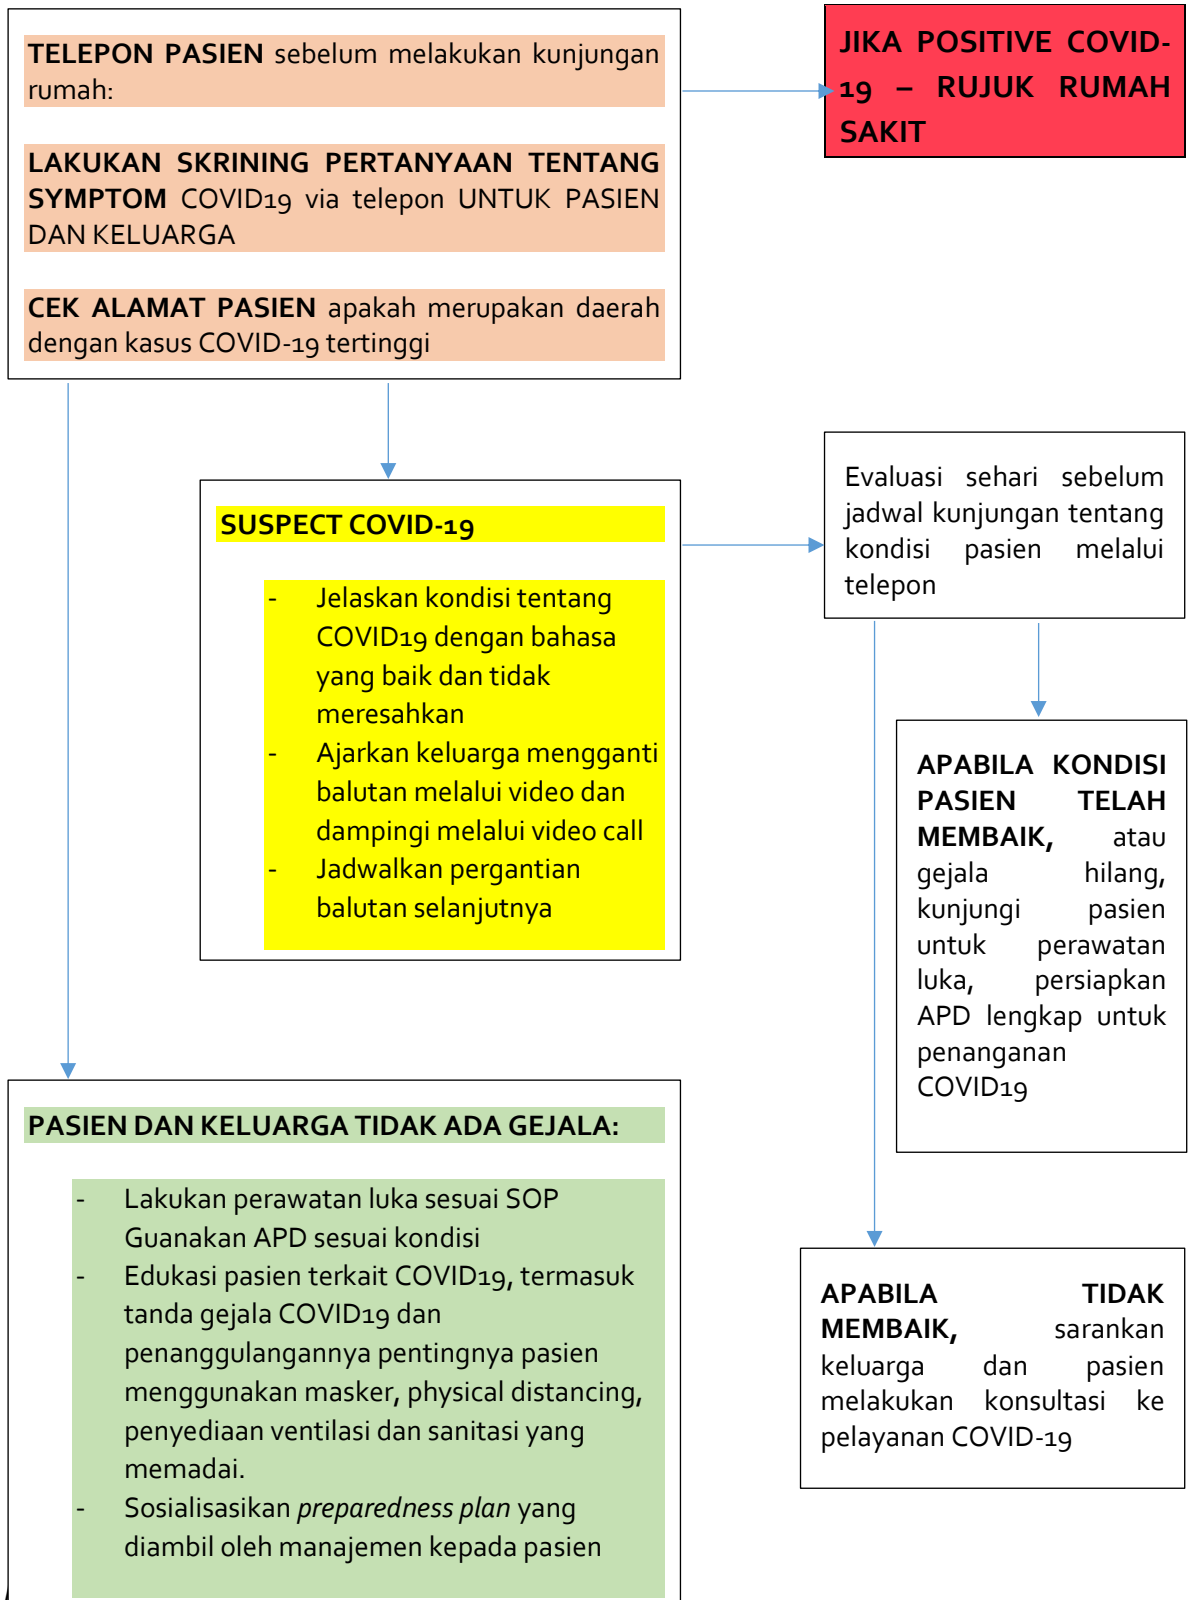 TELEPON PASIEN sebelum melakukan kunjungan
rumah:
LAKUKAN SKRINING PERTANYAAN TENTANG
SYMPTOM COVID19 via telepon UNTUK PASIEN
DAN KELUARGA
CEK ALAMAT PASIEN apakah merupakan daerah
dengan kasus COVID-19 tertinggi
JIKA POSITIVE COVID-
19 – RUJUK RUMAH
SAKIT
SUSPECT COVID-19
- Jelaskan kondisi tentang
COVID19 dengan bahasa
yang baik dan tidak
meresahkan
- Ajarkan keluarga mengganti
balutan melalui video dan
dampingi melalui video call
- Jadwalkan pergantian
balutan selanjutnya
Evaluasi sehari sebelum
jadwal kunjungan tentang
kondisi pasien melalui
telepon
APABILA KONDISI
PASIEN TELAH
MEMBAIK, atau
gejala hilang,
kunjungi pasien
untuk perawatan
luka, persiapkan
APD lengkap untuk
penanganan
COVID19
PASIEN DAN KELUARGA TIDAK ADA GEJALA:
- Lakukan perawatan luka sesuai SOP
Guanakan APD sesuai kondisi
- Edukasi pasien terkait COVID19, termasuk
tanda gejala COVID19 dan
penanggulangannya pentingnya pasien
menggunakan masker, physical distancing,
penyediaan ventilasi dan sanitasi yang
memadai.
- Sosialisasikan preparedness plan yang
diambil oleh manajemen kepada pasien
APABILA TIDAK
MEMBAIK, sarankan
keluarga dan pasien
melakukan konsultasi ke
pelayanan COVID-19